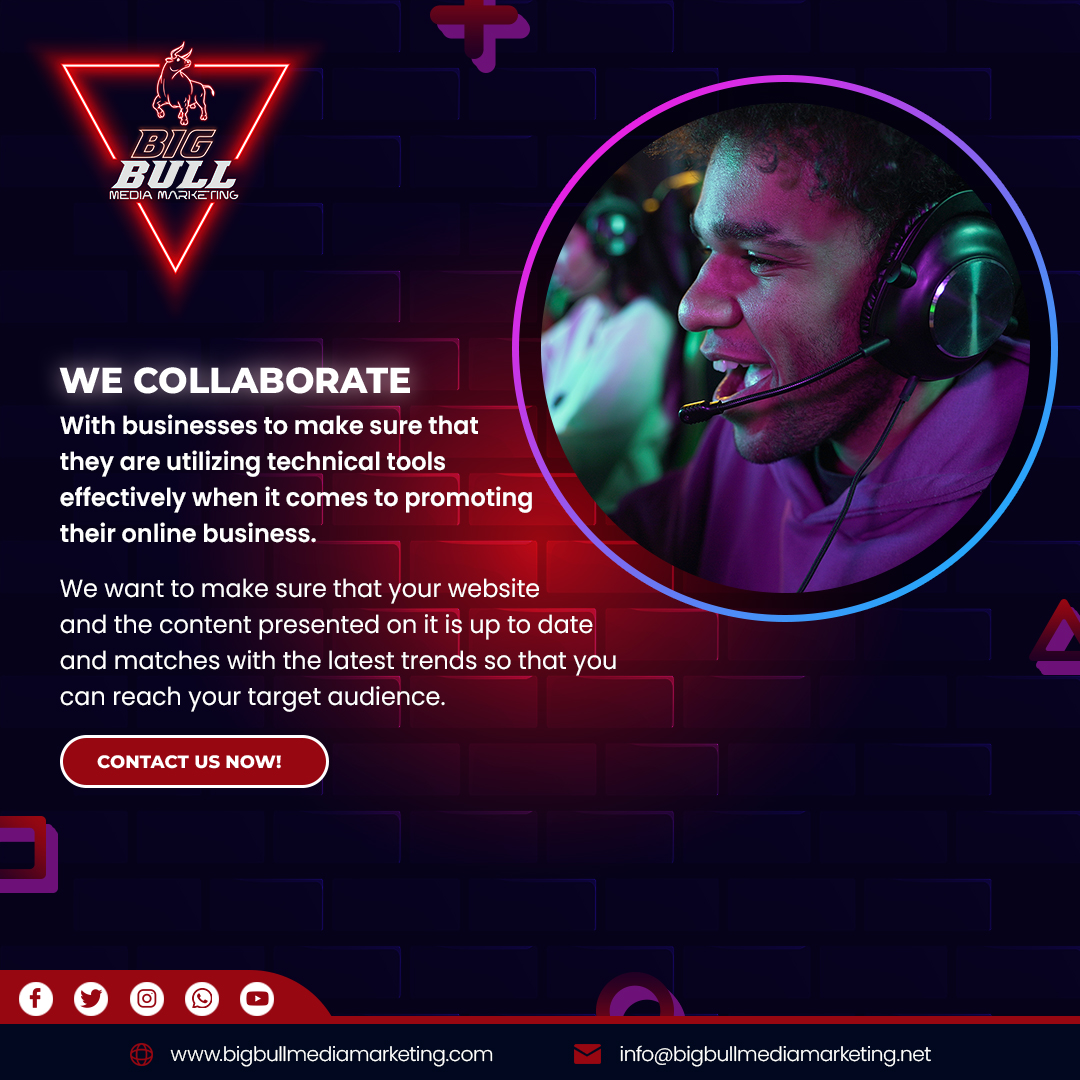 BIG
BULL
MEDIA MARKETING
WE COLLABORATE
With businesses to make sure that
they are utilizing technical tools
effectively when it comes to promoting
their online business.
We want to make sure that your website
and the content presented on it is up to date
and matches with the latest trends so that you
can reach your target audience.
CONTACT US NOW!
www.bigbullmediamarketing.com
info@bigbullmediamarketing.net